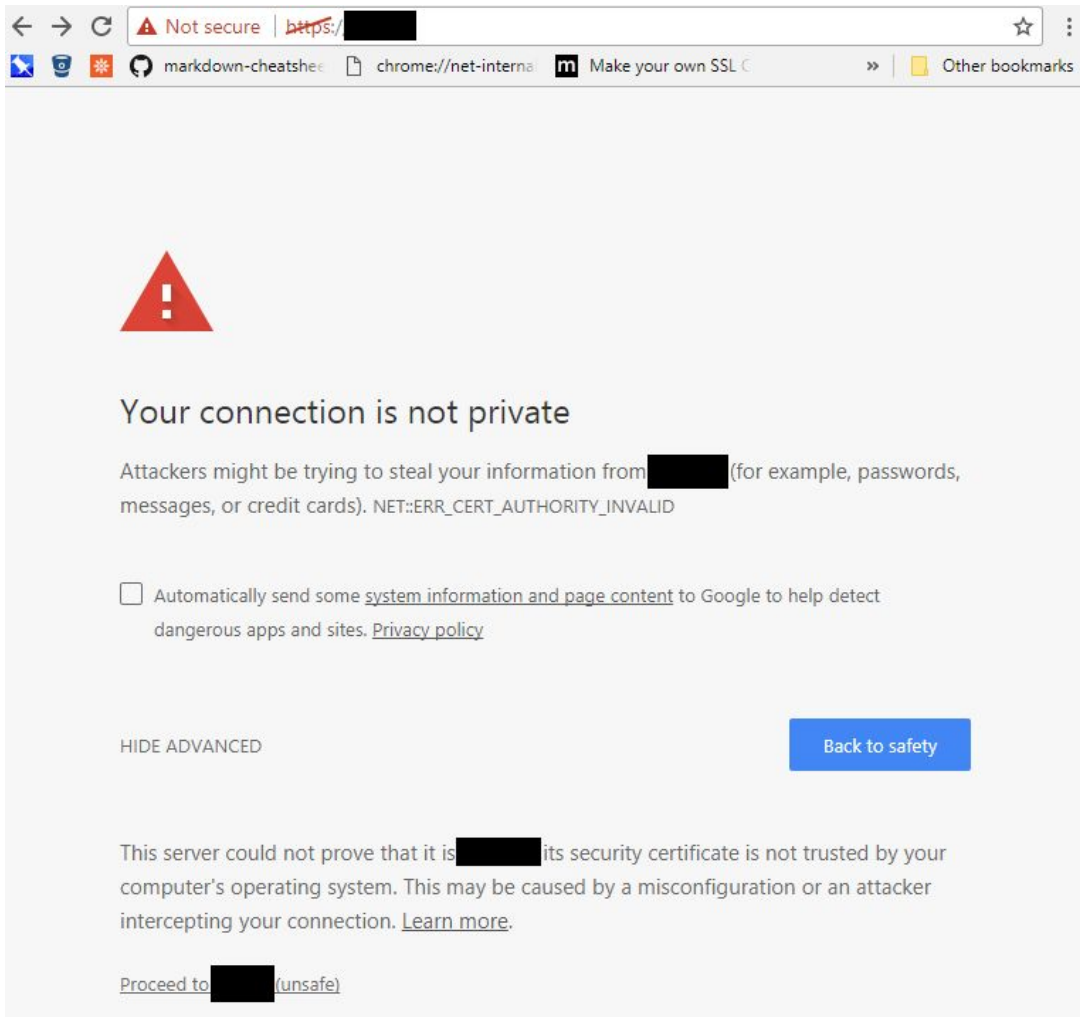 Not secure | https:/
markdown-cheatshee chrome://net-interna m Make your own SSL C » Other bookmarks
Your connection is not private
Attackers might be trying to steal your information from (for example, passwords,
messages, or credit cards). NET::ERR_CERT_AUTHORITY_INVALID
Automatically send some system information and page content to Google to help detect
dangerous apps and sites. Privacy policy
HIDE ADVANCED Back to safety
This server could not prove that it is its security certificate is not trusted by your
computer's operating system. This may be caused by a misconfiguration or an attacker
intercepting your connection. Learn more.
Proceed to (unsafe)